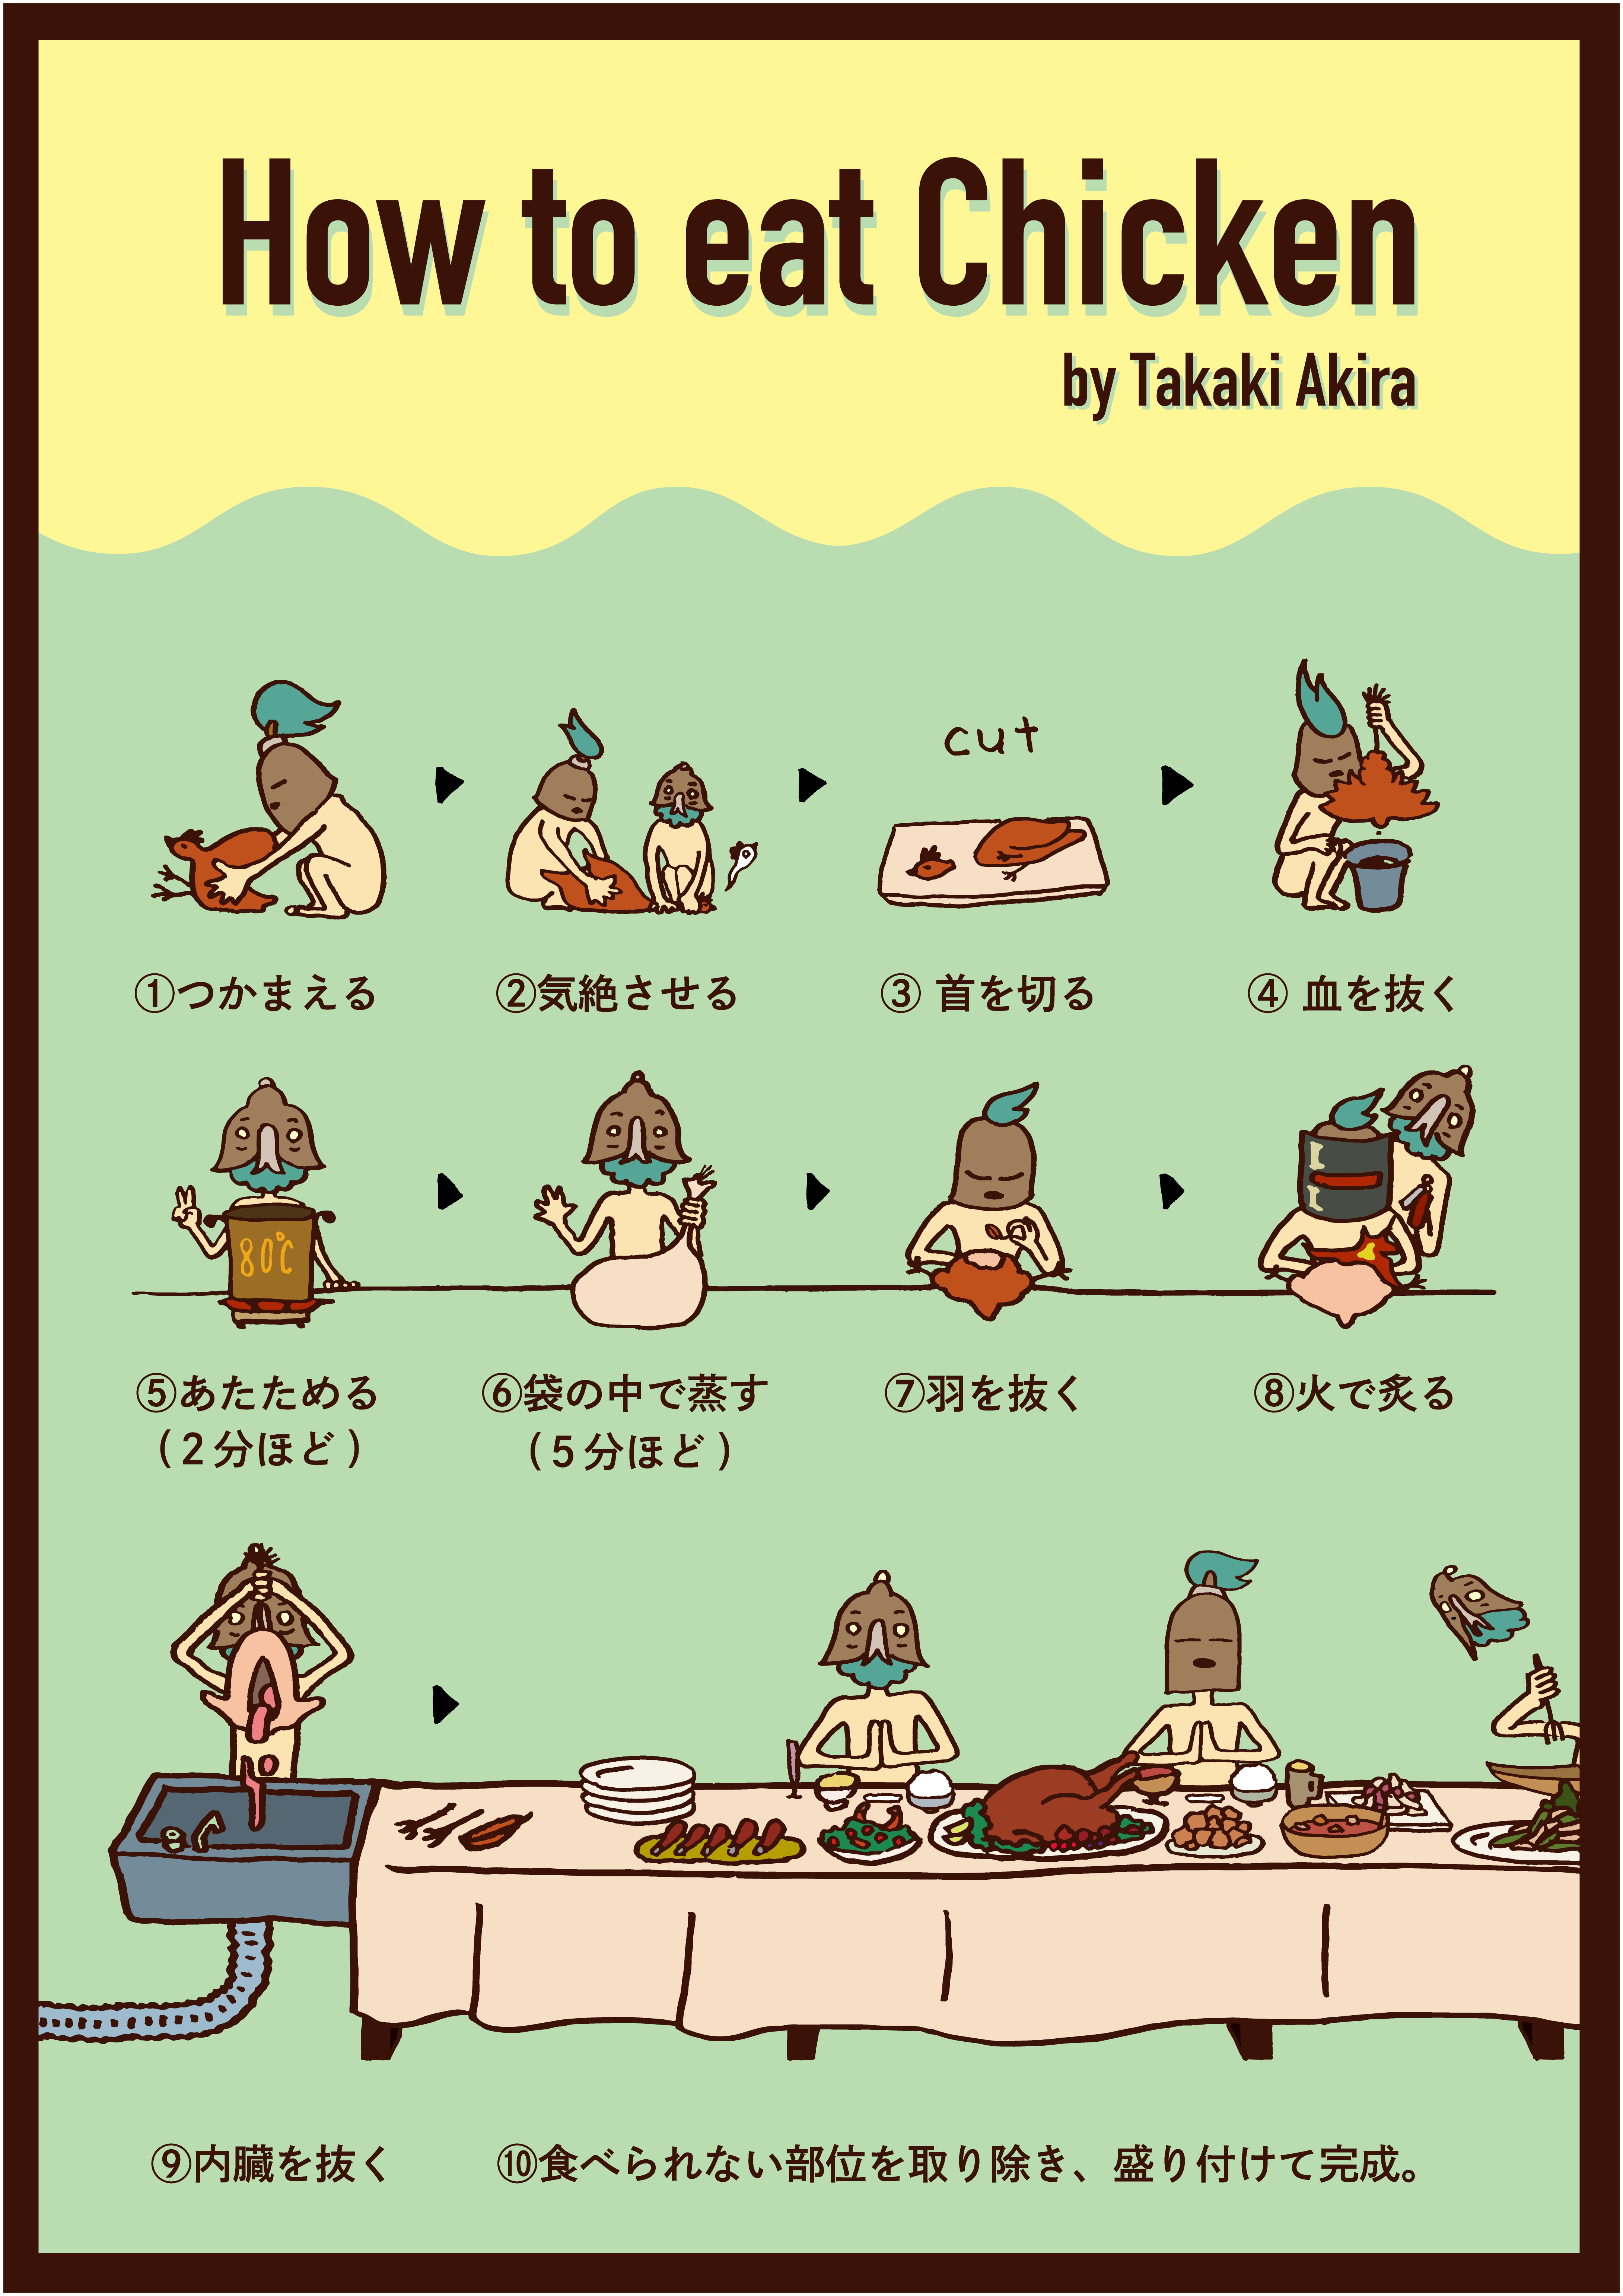 How to eat Chicken
by Takaki Akira
cut
①つかまえる
②気絶させる
③ 首を切る
④ 血を抜く
80℃
⑤あたためる
(2分ほど)
⑥袋の中で蒸す
(5分ほど)
⑦羽を抜く
⑧火で炙る
⑨内臓を抜く
⑩食べられない部位を取り除き、盛り付けて完成。